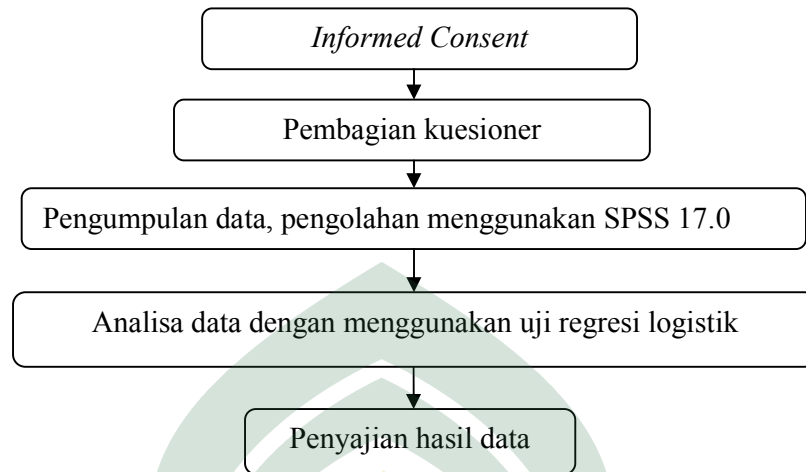 Informed Consent
Pembagian kuesioner
Pengumpulan data, pengolahan menggunakan SPSS 17.0
Analisa data dengan menggunakan uji regresi logistik
Penyajian hasil data